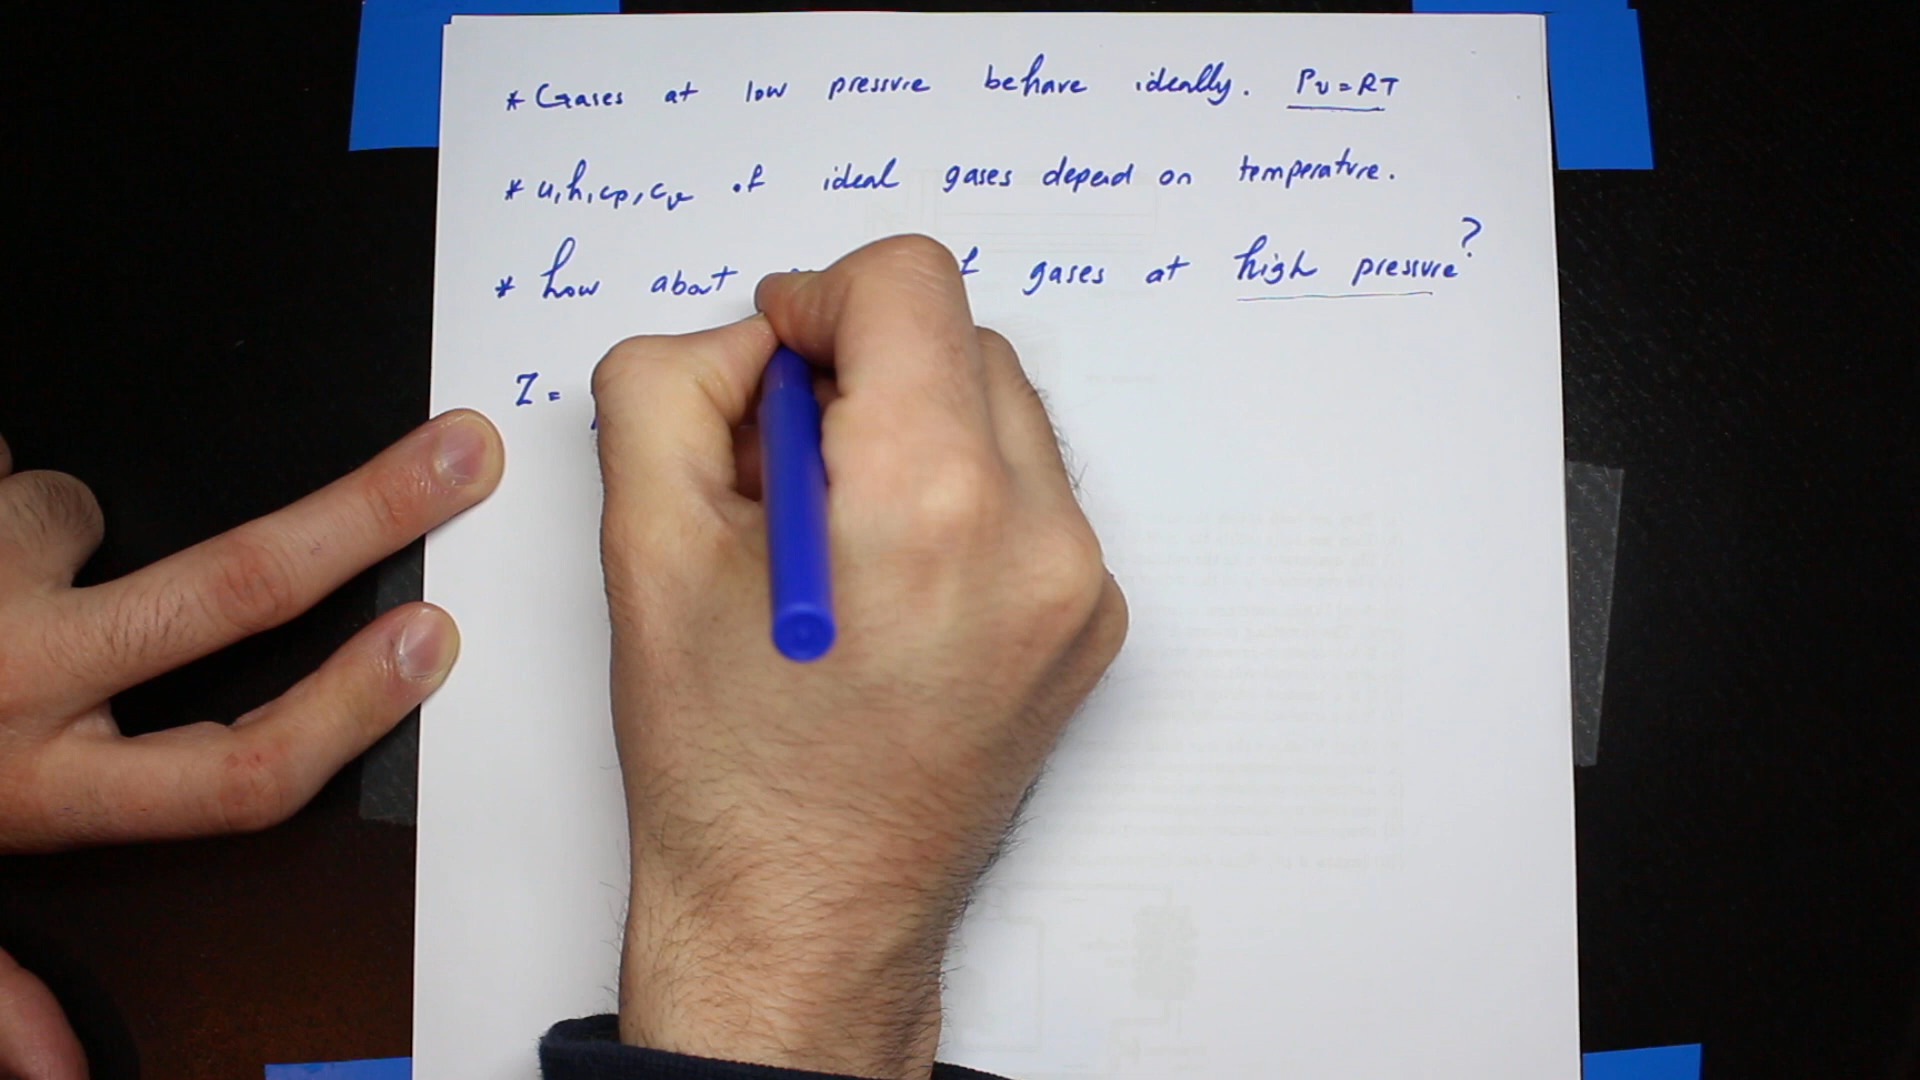 * Gases at low pressure behave ideally. Pv=RT
* u,h,cp,cv of ideal gases depend on temperature.
* how about gases at high pressure?
Z =